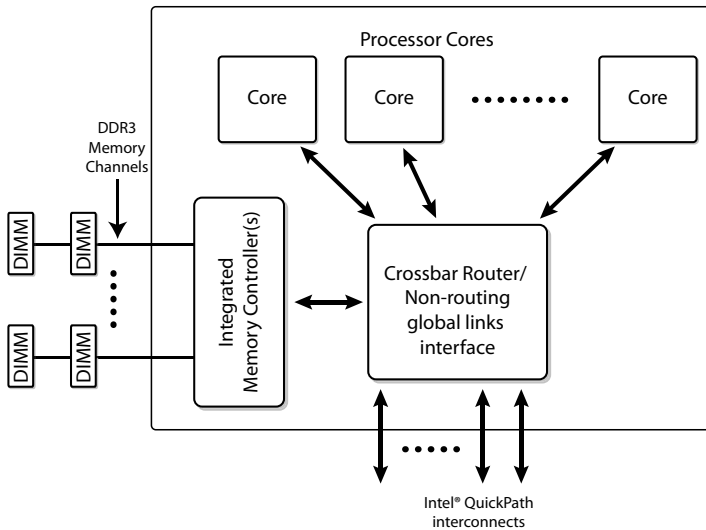 Processor Cores
Core
Core
Core
DDR3
Memory
Channels
DIMM
DIMM
DIMM
DIMM
Integrated
Memory Controller(s)
Crossbar Router/
Non-routing
global links
interface
Intel® QuickPath
interconnects